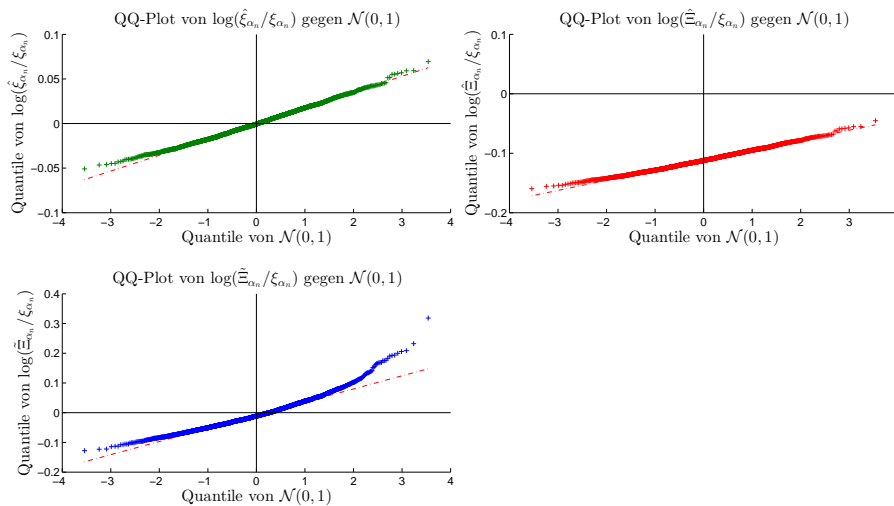 QQ-Plot von log(ξ̂_{α_n}/ξ_{α_n}) gegen 𝒩(0, 1)
Quantile von log(ξ̂_{α_n}/ξ_{α_n})
0.1
0.05
0
−0.05
−0.1
−4 −3 −2 −1 0 1 2 3 4
Quantile von 𝒩(0, 1)
QQ-Plot von log(Ξ̂_{α_n}/ξ_{α_n}) gegen 𝒩(0, 1)
Quantile von log(Ξ̂_{α_n}/ξ_{α_n})
0.1
0
−0.1
−0.2
−4 −3 −2 −1 0 1 2 3 4
Quantile von 𝒩(0, 1)
QQ-Plot von log(Ξ̃_{α_n}/ξ_{α_n}) gegen 𝒩(0, 1)
Quantile von log(Ξ̃_{α_n}/ξ_{α_n})
0.4
0.3
0.2
0.1
0
−0.1
−0.2
−4 −3 −2 −1 0 1 2 3 4
Quantile von 𝒩(0, 1)